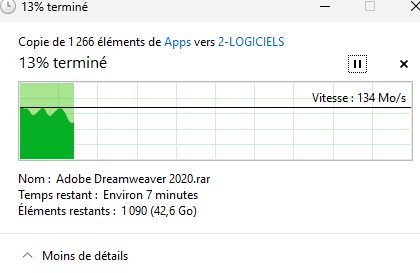 13% terminé
Copie de 1 266 éléments de Apps vers 2-LOGICIELS
13% terminé
Vitesse : 134 Mo/s
Nom : Adobe Dreamweaver 2020.rar
Temps restant : Environ 7 minutes
Éléments restants : 1 090 (42,6 Go)
Moins de détails